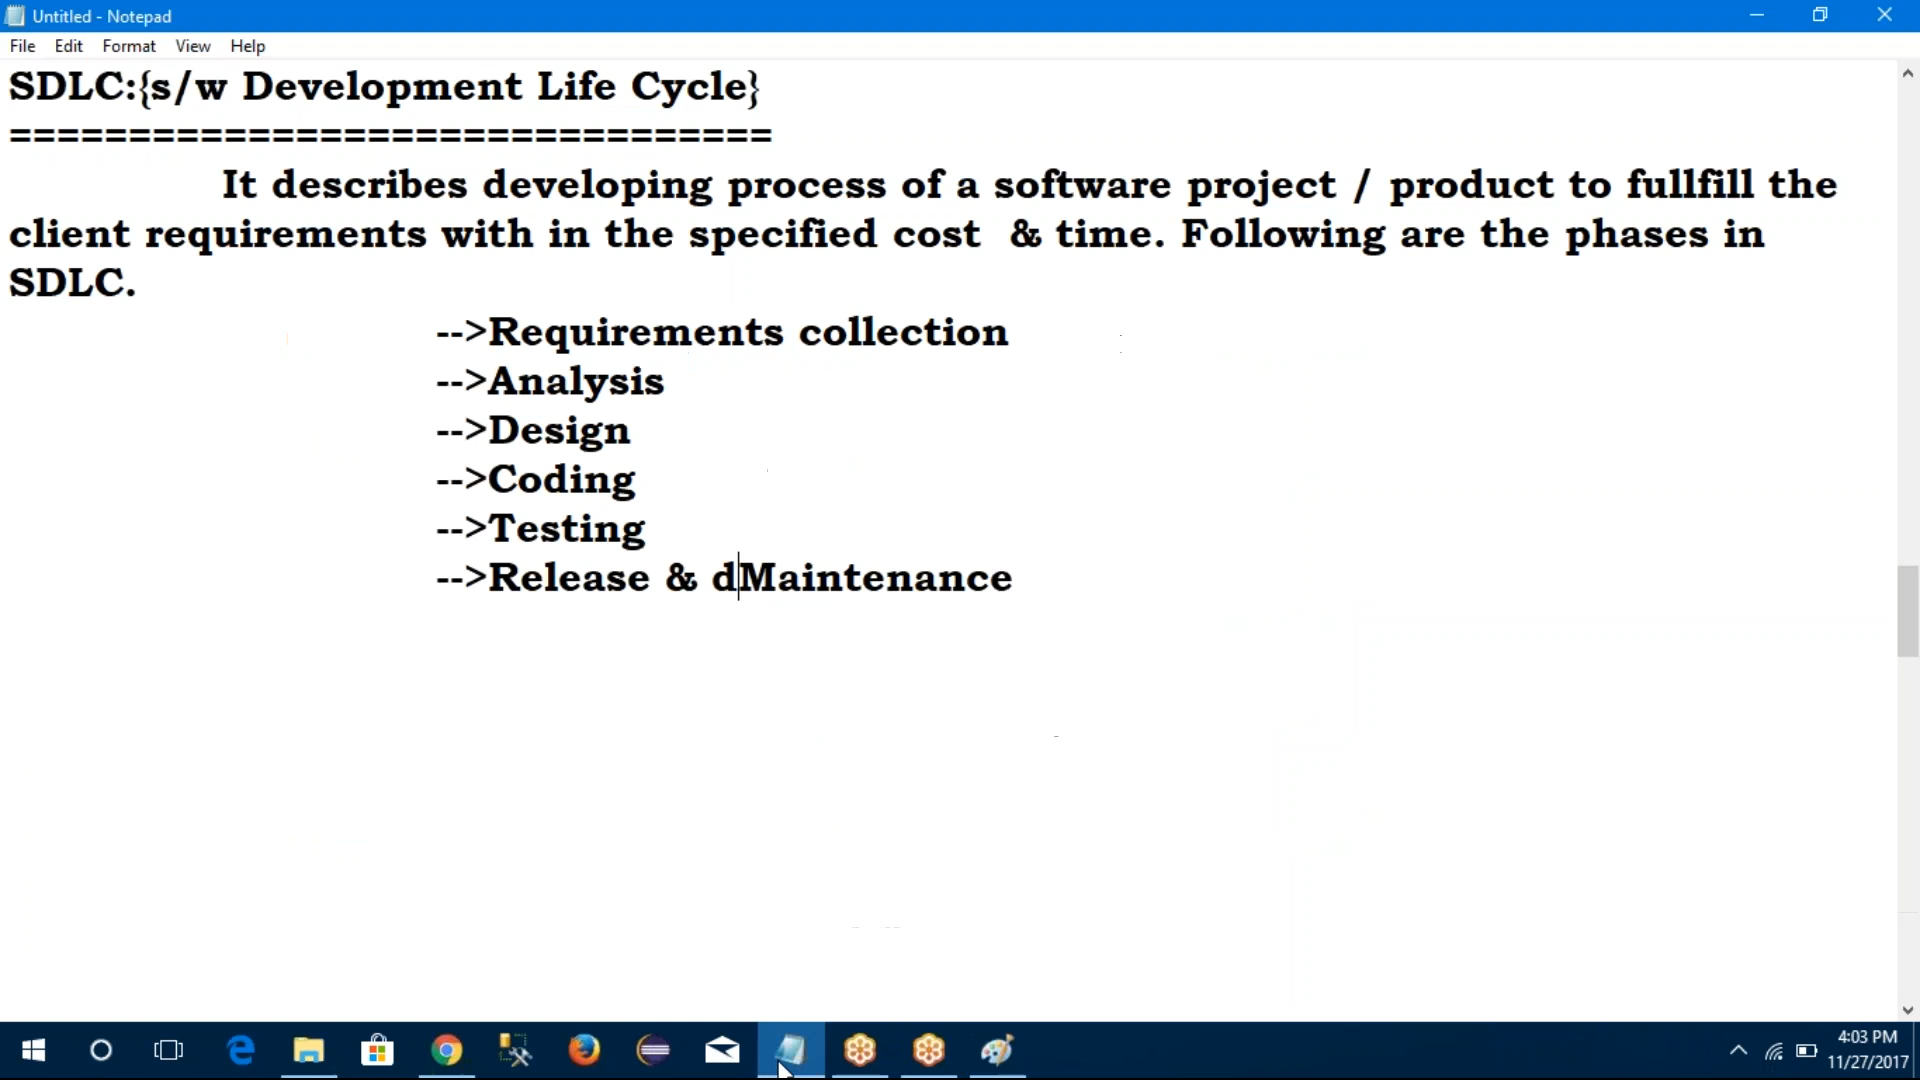 Untitled - Notepad
File Edit Format View Help
SDLC:{s/w Development Life Cycle}
================================
It describes developing process of a software project / product to fullfill the
client requirements with in the specified cost  & time. Following are the phases in
SDLC.
-->Requirements collection
-->Analysis
-->Design
-->Coding
-->Testing
-->Release & dMaintenance
4:03 PM
11/27/2017